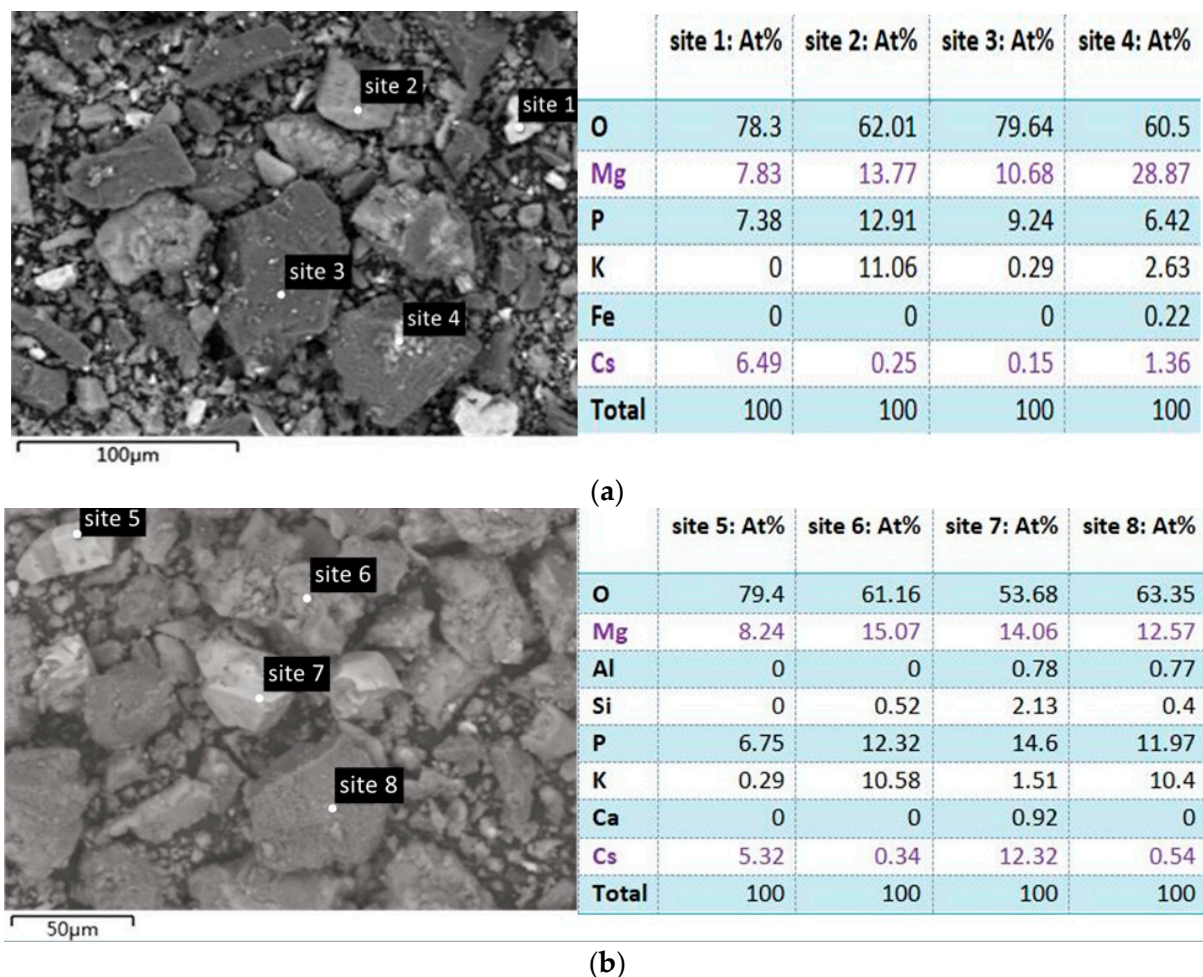 site 2
site 1
site 3
site 4
100μm
site 1: At% site 2: At% site 3: At% site 4: At%
O 78.3 62.01 79.64 60.5
Mg 7.83 13.77 10.68 28.87
P 7.38 12.91 9.24 6.42
K 0 11.06 0.29 2.63
Fe 0 0 0 0.22
Cs 6.49 0.25 0.15 1.36
Total 100 100 100 100
(a)
site 5
site 6
site 7
site 8
50μm
site 5: At% site 6: At% site 7: At% site 8: At%
O 79.4 61.16 53.68 63.35
Mg 8.24 15.07 14.06 12.57
Al 0 0 0.78 0.77
Si 0 0.52 2.13 0.4
P 6.75 12.32 14.6 11.97
K 0.29 10.58 1.51 10.4
Ca 0 0 0.92 0
Cs 5.32 0.34 12.32 0.54
Total 100 100 100 100
(b)